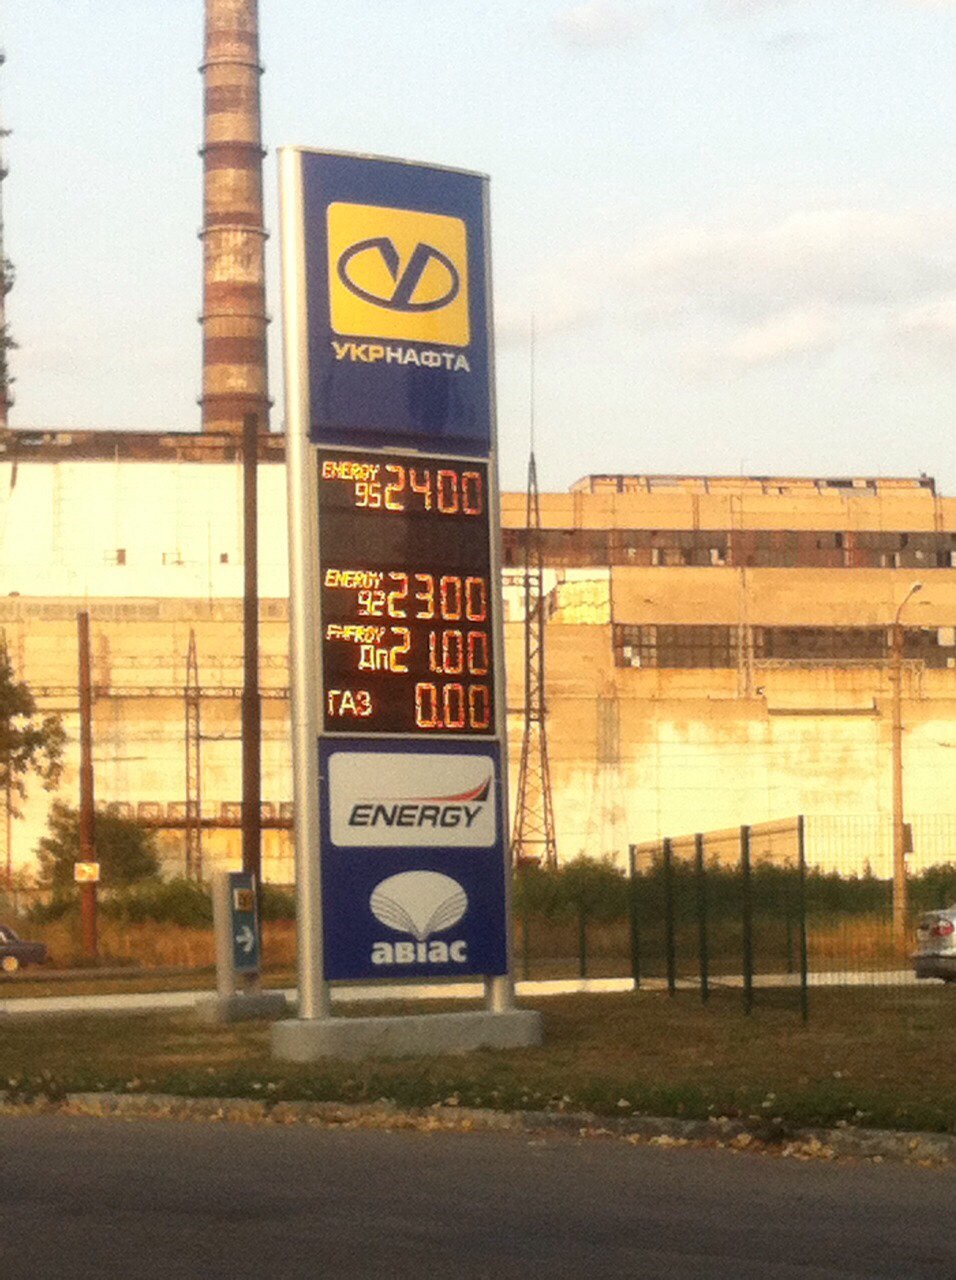 УКРНАФТА
ENERGY
95 24.00
ENERGY
92 23.00
ENERGY
Дп 21.00
ГАЗ 0.00
ENERGY
авіас